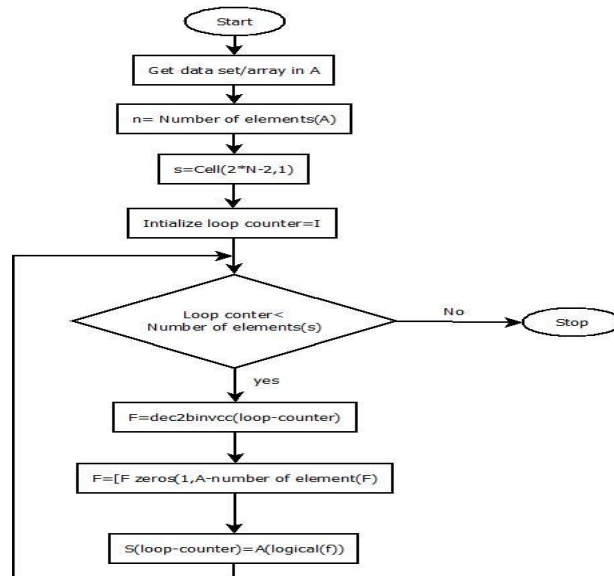 Start
Get data set/array in A
n= Number of elements(A)
s=Cell(2*N-2,1)
Intialize loop counter=I
Loop conter<
Number of elements(s)
No
Stop
yes
F=dec2binvcc(loop-counter)
F=[F zeros(1,A-number of element(F)
S(loop-counter)=A(logical(f))